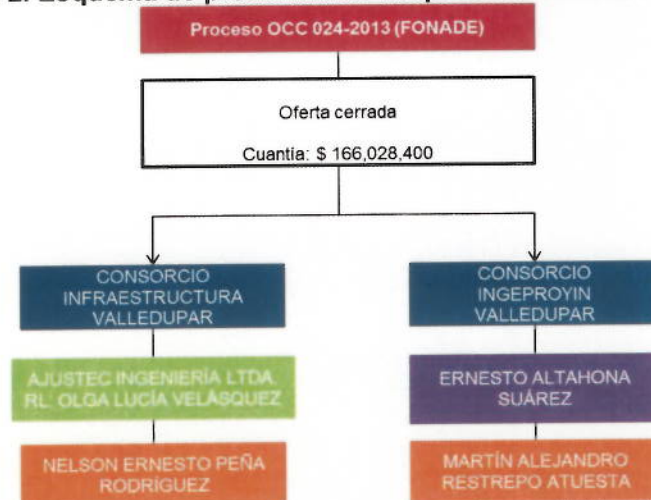 Proceso OCC 024-2013 (FONADE)
Oferta cerrada
Cuantía: $ 166,028,400
CONSORCIO
INFRAESTRUCTURA
VALLEDUPAR
AJUSTEC INGENIERÍA LTDA.
RL: OLGA LUCÍA VELÁSQUEZ
NELSON ERNESTO PEÑA
RODRÍGUEZ
CONSORCIO
INGEPROYIN
VALLEDUPAR
ERNESTO ALTAHONA
SUÁREZ
MARTÍN ALEJANDRO
RESTREPO ATUESTA